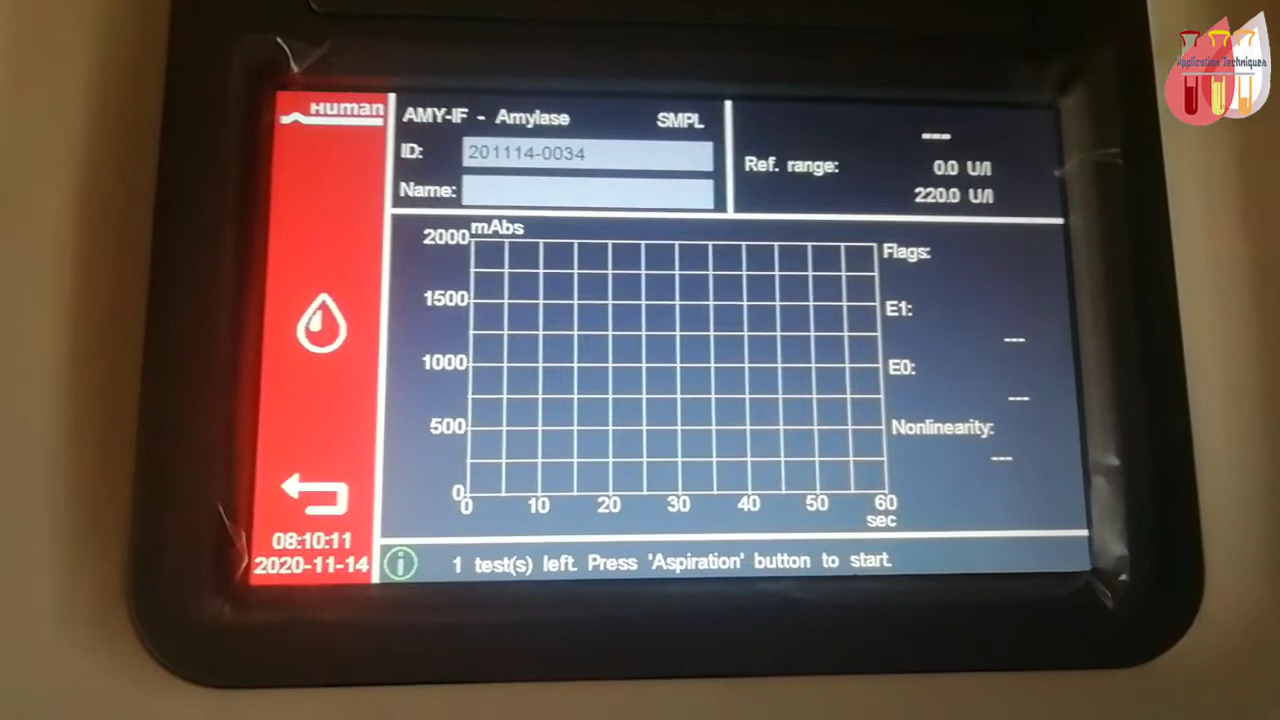 Human
AMY-IF - Amylase SMPL
ID: 201114-0034
Name:
---
Ref. range: 0.0 U/l
220.0 U/l
mAbs
2000
1500
1000
500
0
0 10 20 30 40 50 60
sec
Flags:
E1:
---
E0:
---
Nonlinearity:
---
08:10:11
2020-11-14
1 test(s) left. Press 'Aspiration' button to start.
Application Techniques